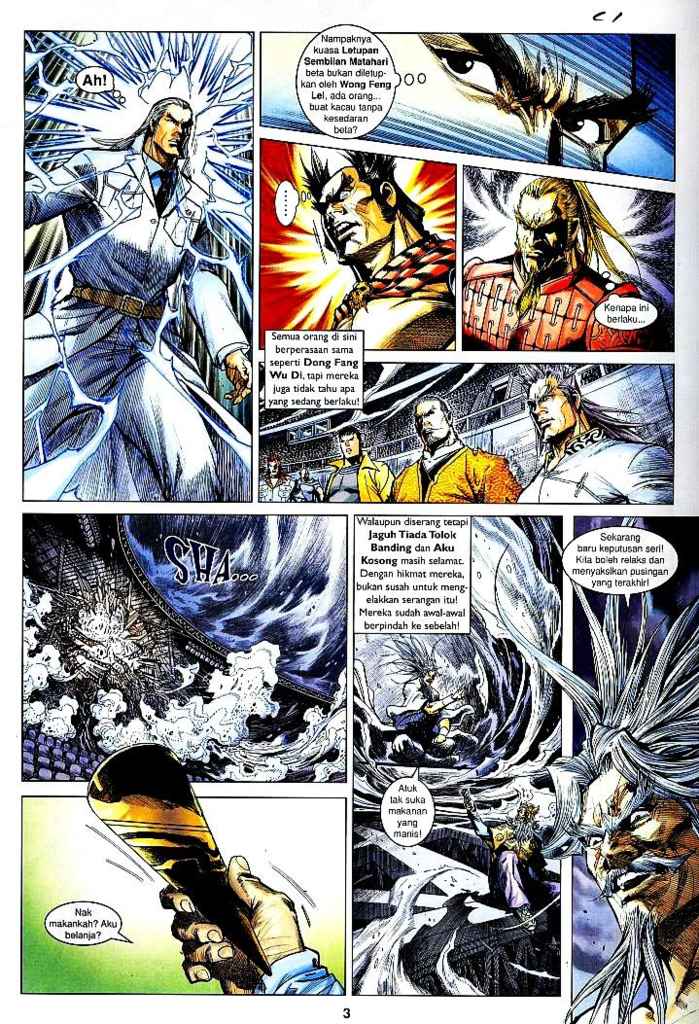 Ah!
Nampaknya
kuasa Letupan
Sembilan Matahari
beta bukan diletup-
kan oleh Wong Feng
Lei, ada orang...
buat kacau tanpa
kesedaran
beta?
Kenapa ini
berlaku...
Semua orang di sini
berperasaan sama
seperti Dong Fang
Wu Di, tapi mereka
juga tidak tahu apa
yang sedang berlaku!
SHA...
Walaupun diserang tetapi
Jaguh Tiada Tolok
Banding dan Aku
Kosong masih selamat.
Dengan hikmat mereka,
bukan susah untuk meng-
elakkan serangan itu!
Mereka sudah awal-awal
berpindah ke sebelah!
Sekarang
baru keputusan seri!
Kita boleh relaks dan
menyaksikan pusingan
yang terakhir!
Nak
makankah? Aku
belanja?
Atuk
tak suka
makanan
yang
manis!
3